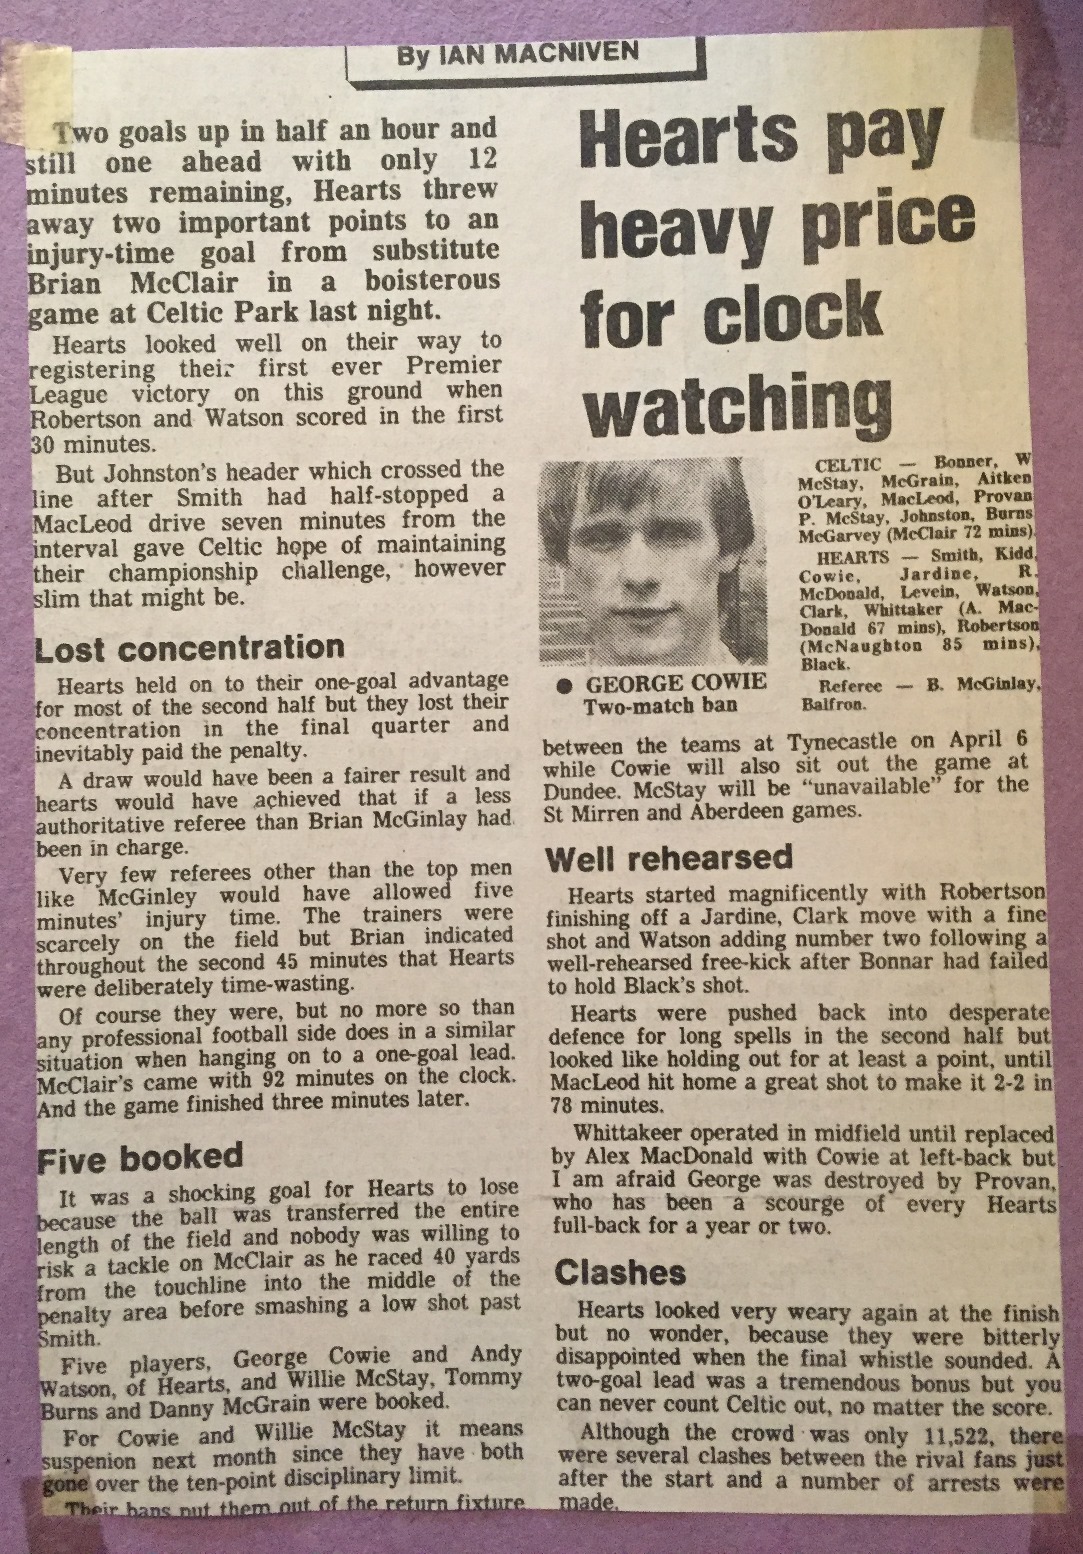 By IAN MACNIVEN
Two goals up in half an hour and
still one ahead with only 12
minutes remaining, Hearts threw
away two important points to an
injury-time goal from substitute
Brian McClair in a boisterous
game at Celtic Park last night.
Hearts looked well on their way to
registering their first ever Premier
League victory on this ground when
Robertson and Watson scored in the first
30 minutes.
But Johnston's header which crossed the
line after Smith had half-stopped a
MacLeod drive seven minutes from the
interval gave Celtic hope of maintaining
their championship challenge, however
slim that might be.
Lost concentration
Hearts held on to their one-goal advantage
for most of the second half but they lost their
concentration in the final quarter and
inevitably paid the penalty.
A draw would have been a fairer result and
hearts would have achieved that if a less
authoritative referee than Brian McGinlay had
been in charge.
Very few referees other than the top men
like McGinley would have allowed five
minutes' injury time. The trainers were
scarcely on the field but Brian indicated
throughout the second 45 minutes that Hearts
were deliberately time-wasting.
Of course they were, but no more so than
any professional football side does in a similar
situation when hanging on to a one-goal lead.
McClair's came with 92 minutes on the clock.
And the game finished three minutes later.
Five booked
It was a shocking goal for Hearts to lose
because the ball was transferred the entire
length of the field and nobody was willing to
risk a tackle on McClair as he raced 40 yards
from the touchline into the middle of the
penalty area before smashing a low shot past
Smith.
Five players, George Cowie and Andy
Watson, of Hearts, and Willie McStay, Tommy
Burns and Danny McGrain were booked.
For Cowie and Willie McStay it means
suspenion next month since they have both
gone over the ten-point disciplinary limit.
Their bans put them out of the return fixture
Hearts pay
heavy price
for clock
watching
● GEORGE COWIE
Two-match ban
CELTIC — Bonner, W
McStay, McGrain, Aitken
O'Leary, MacLeod, Provan
P. McStay, Johnston, Burns
McGarvey (McClair 72 mins).
HEARTS — Smith, Kidd,
Cowie, Jardine, R.
McDonald, Levein, Watson,
Clark, Whittaker (A. Mac-
Donald 67 mins), Robertson
(McNaughton 85 mins),
Black.
Referee — B. McGinlay,
Balfron.
between the teams at Tynecastle on April 6
while Cowie will also sit out the game at
Dundee. McStay will be “unavailable” for the
St Mirren and Aberdeen games.
Well rehearsed
Hearts started magnificently with Robertson
finishing off a Jardine, Clark move with a fine
shot and Watson adding number two following a
well-rehearsed free-kick after Bonnar had failed
to hold Black's shot.
Hearts were pushed back into desperate
defence for long spells in the second half but
looked like holding out for at least a point, until
MacLeod hit home a great shot to make it 2-2 in
78 minutes.
Whittakeer operated in midfield until replaced
by Alex MacDonald with Cowie at left-back but
I am afraid George was destroyed by Provan,
who has been a scourge of every Hearts
full-back for a year or two.
Clashes
Hearts looked very weary again at the finish
but no wonder, because they were bitterly
disappointed when the final whistle sounded. A
two-goal lead was a tremendous bonus but you
can never count Celtic out, no matter the score.
Although the crowd was only 11,522, there
were several clashes between the rival fans just
after the start and a number of arrests were
made.